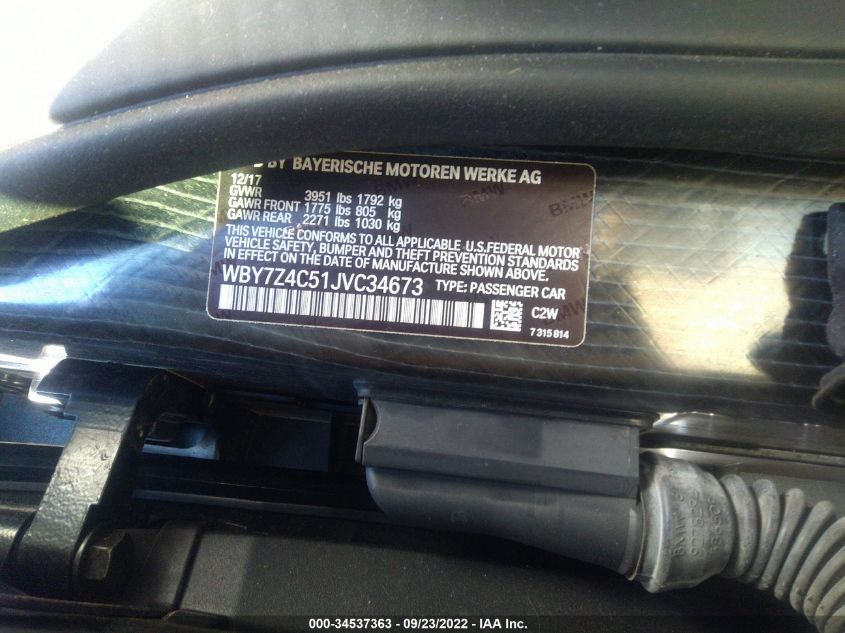 BY BAYERISCHE MOTOREN WERKE AG
12/17
GVWR 3951 lbs 1792 kg
GAWR FRONT 1775 lbs 805 kg
GAWR REAR 2271 lbs 1030 kg
THIS VEHICLE CONFORMS TO ALL APPLICABLE U.S.FEDERAL MOTOR
VEHICLE SAFETY, BUMPER AND THEFT PREVENTION STANDARDS
IN EFFECT ON THE DATE OF MANUFACTURE SHOWN ABOVE.
WBY7Z4C51JVC34673 TYPE: PASSENGER CAR
C2W
7 315 814
BMW
000-34537363 - 09/23/2022 - IAA Inc.